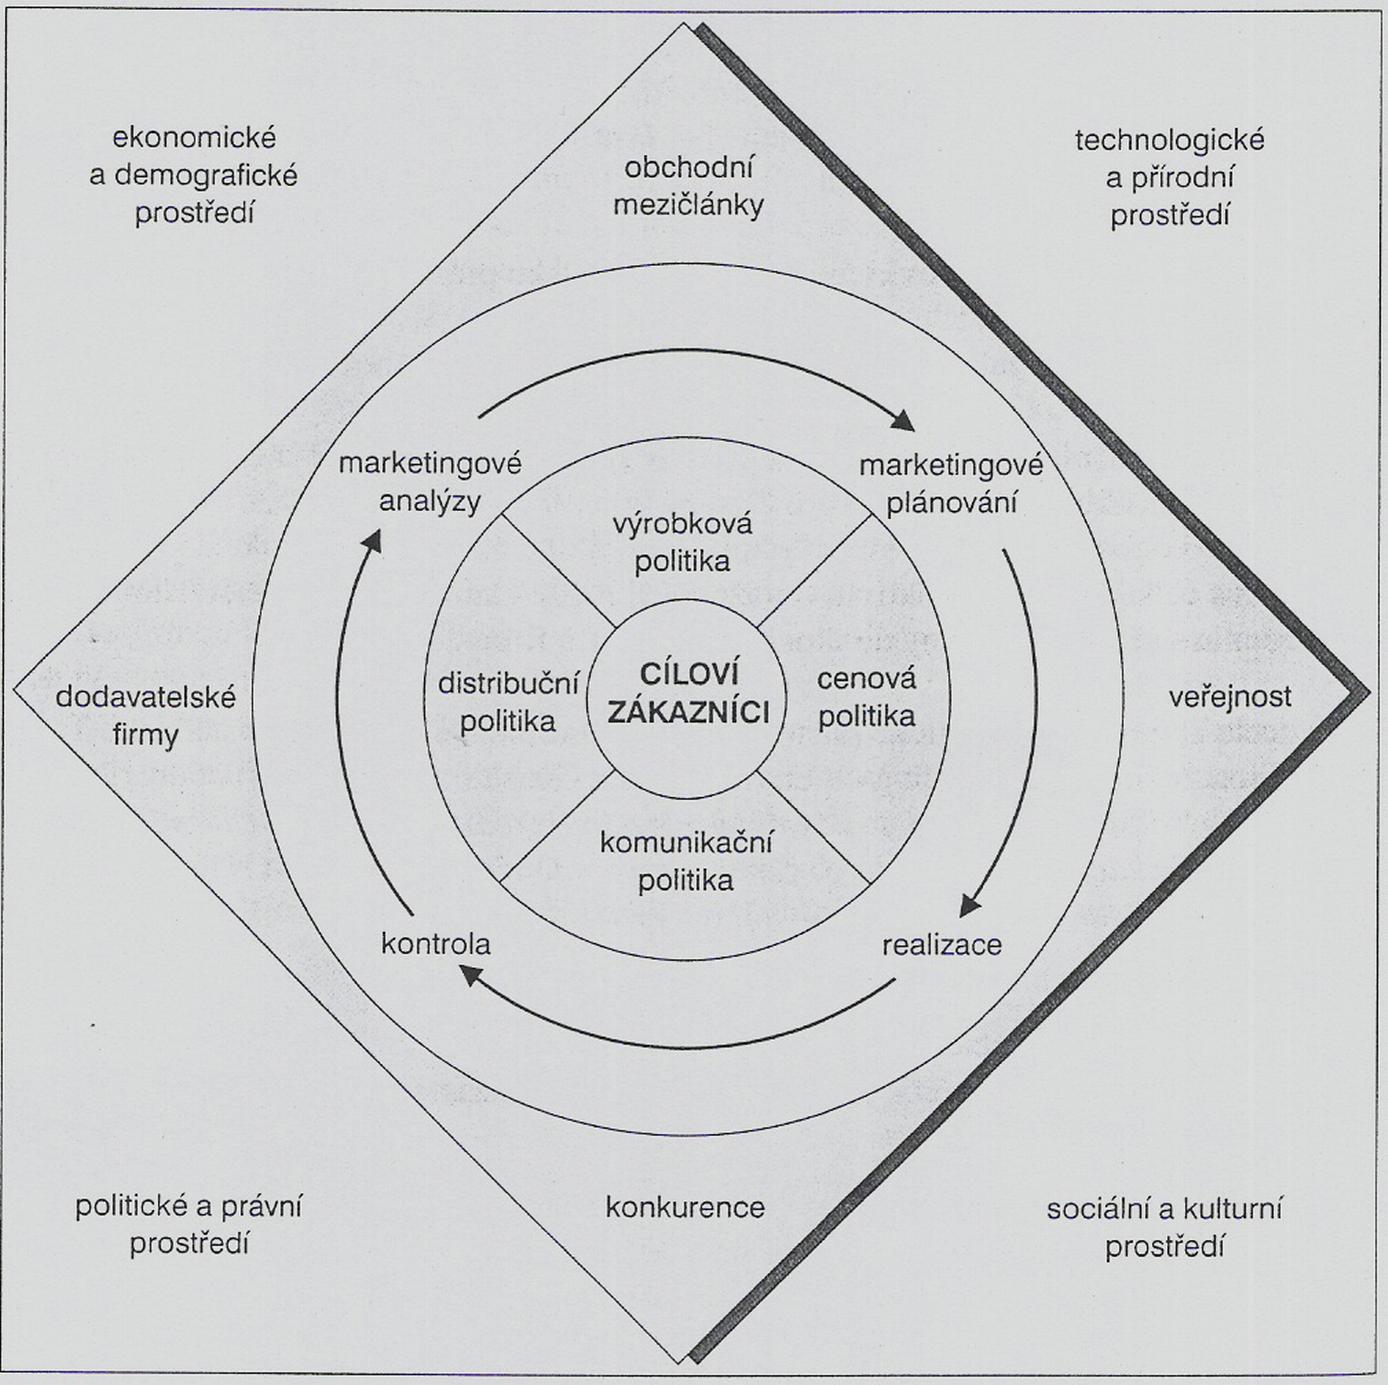 ekonomické
a demografické
prostředí
technologické
a přírodní
prostředí
obchodní
mezičlánky
marketingové
analýzy
marketingové
plánování
výrobková
politika
dodavatelské
firmy
distribuční
politika
CÍLOVÍ
ZÁKAZNÍCI
cenová
politika
veřejnost
komunikační
politika
kontrola
realizace
politické a právní
prostředí
konkurence
sociální a kulturní
prostředí